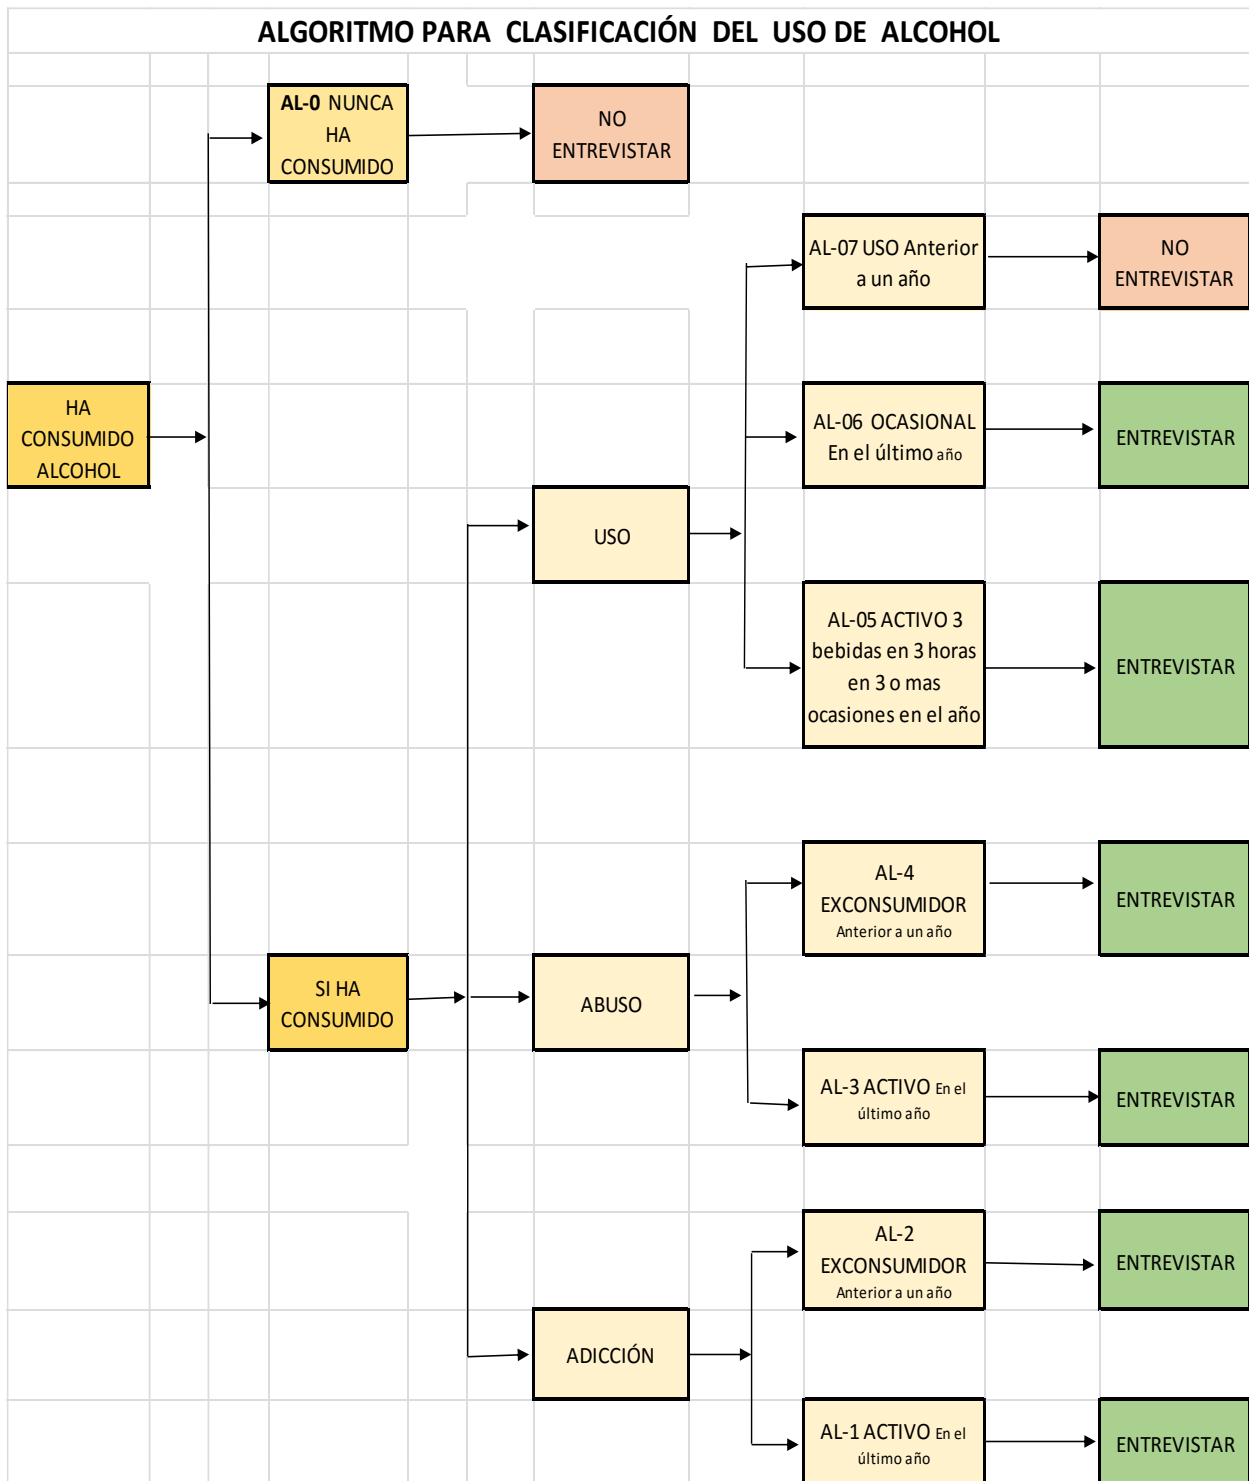 ALGORITMO PARA CLASIFICACIÓN DEL USO DE ALCOHOL
AL-0 NUNCA
HA
CONSUMIDO
NO
ENTREVISTAR
AL-07 USO Anterior
a un año
NO
ENTREVISTAR
HA
CONSUMIDO
ALCOHOL
AL-06 OCASIONAL
En el último año
ENTREVISTAR
USO
AL-05 ACTIVO 3
bebidas en 3 horas
en 3 o mas
ocasiones en el año
ENTREVISTAR
AL-4
EXCONSUMIDOR
Anterior a un año
ENTREVISTAR
SI HA
CONSUMIDO
ABUSO
AL-3 ACTIVO En el
último año
ENTREVISTAR
AL-2
EXCONSUMIDOR
Anterior a un año
ENTREVISTAR
ADICCIÓN
AL-1 ACTIVO En el
último año
ENTREVISTAR